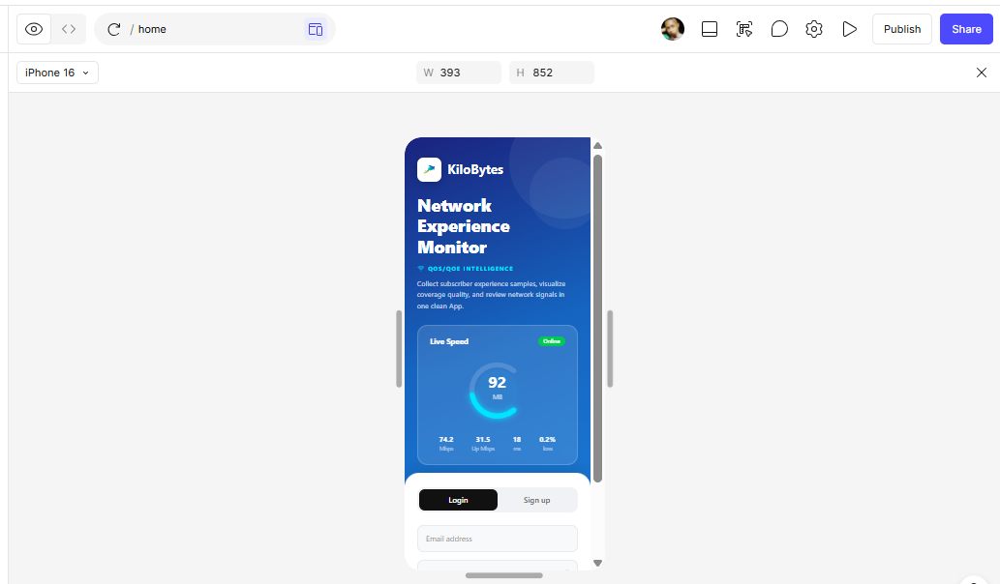 / home
Publish
Share
iPhone 16
W 393
H 852
KiloBytes
Network
Experience
Monitor
QOS/QOE INTELLIGENCE
Collect subscriber experience samples, visualize
coverage quality, and review network signals in
one clean App.
Live Speed
Online
92
MB
74.2 31.5 18 0.2%
Mbps Up Mbps ms loss
Login
Sign up
Email address